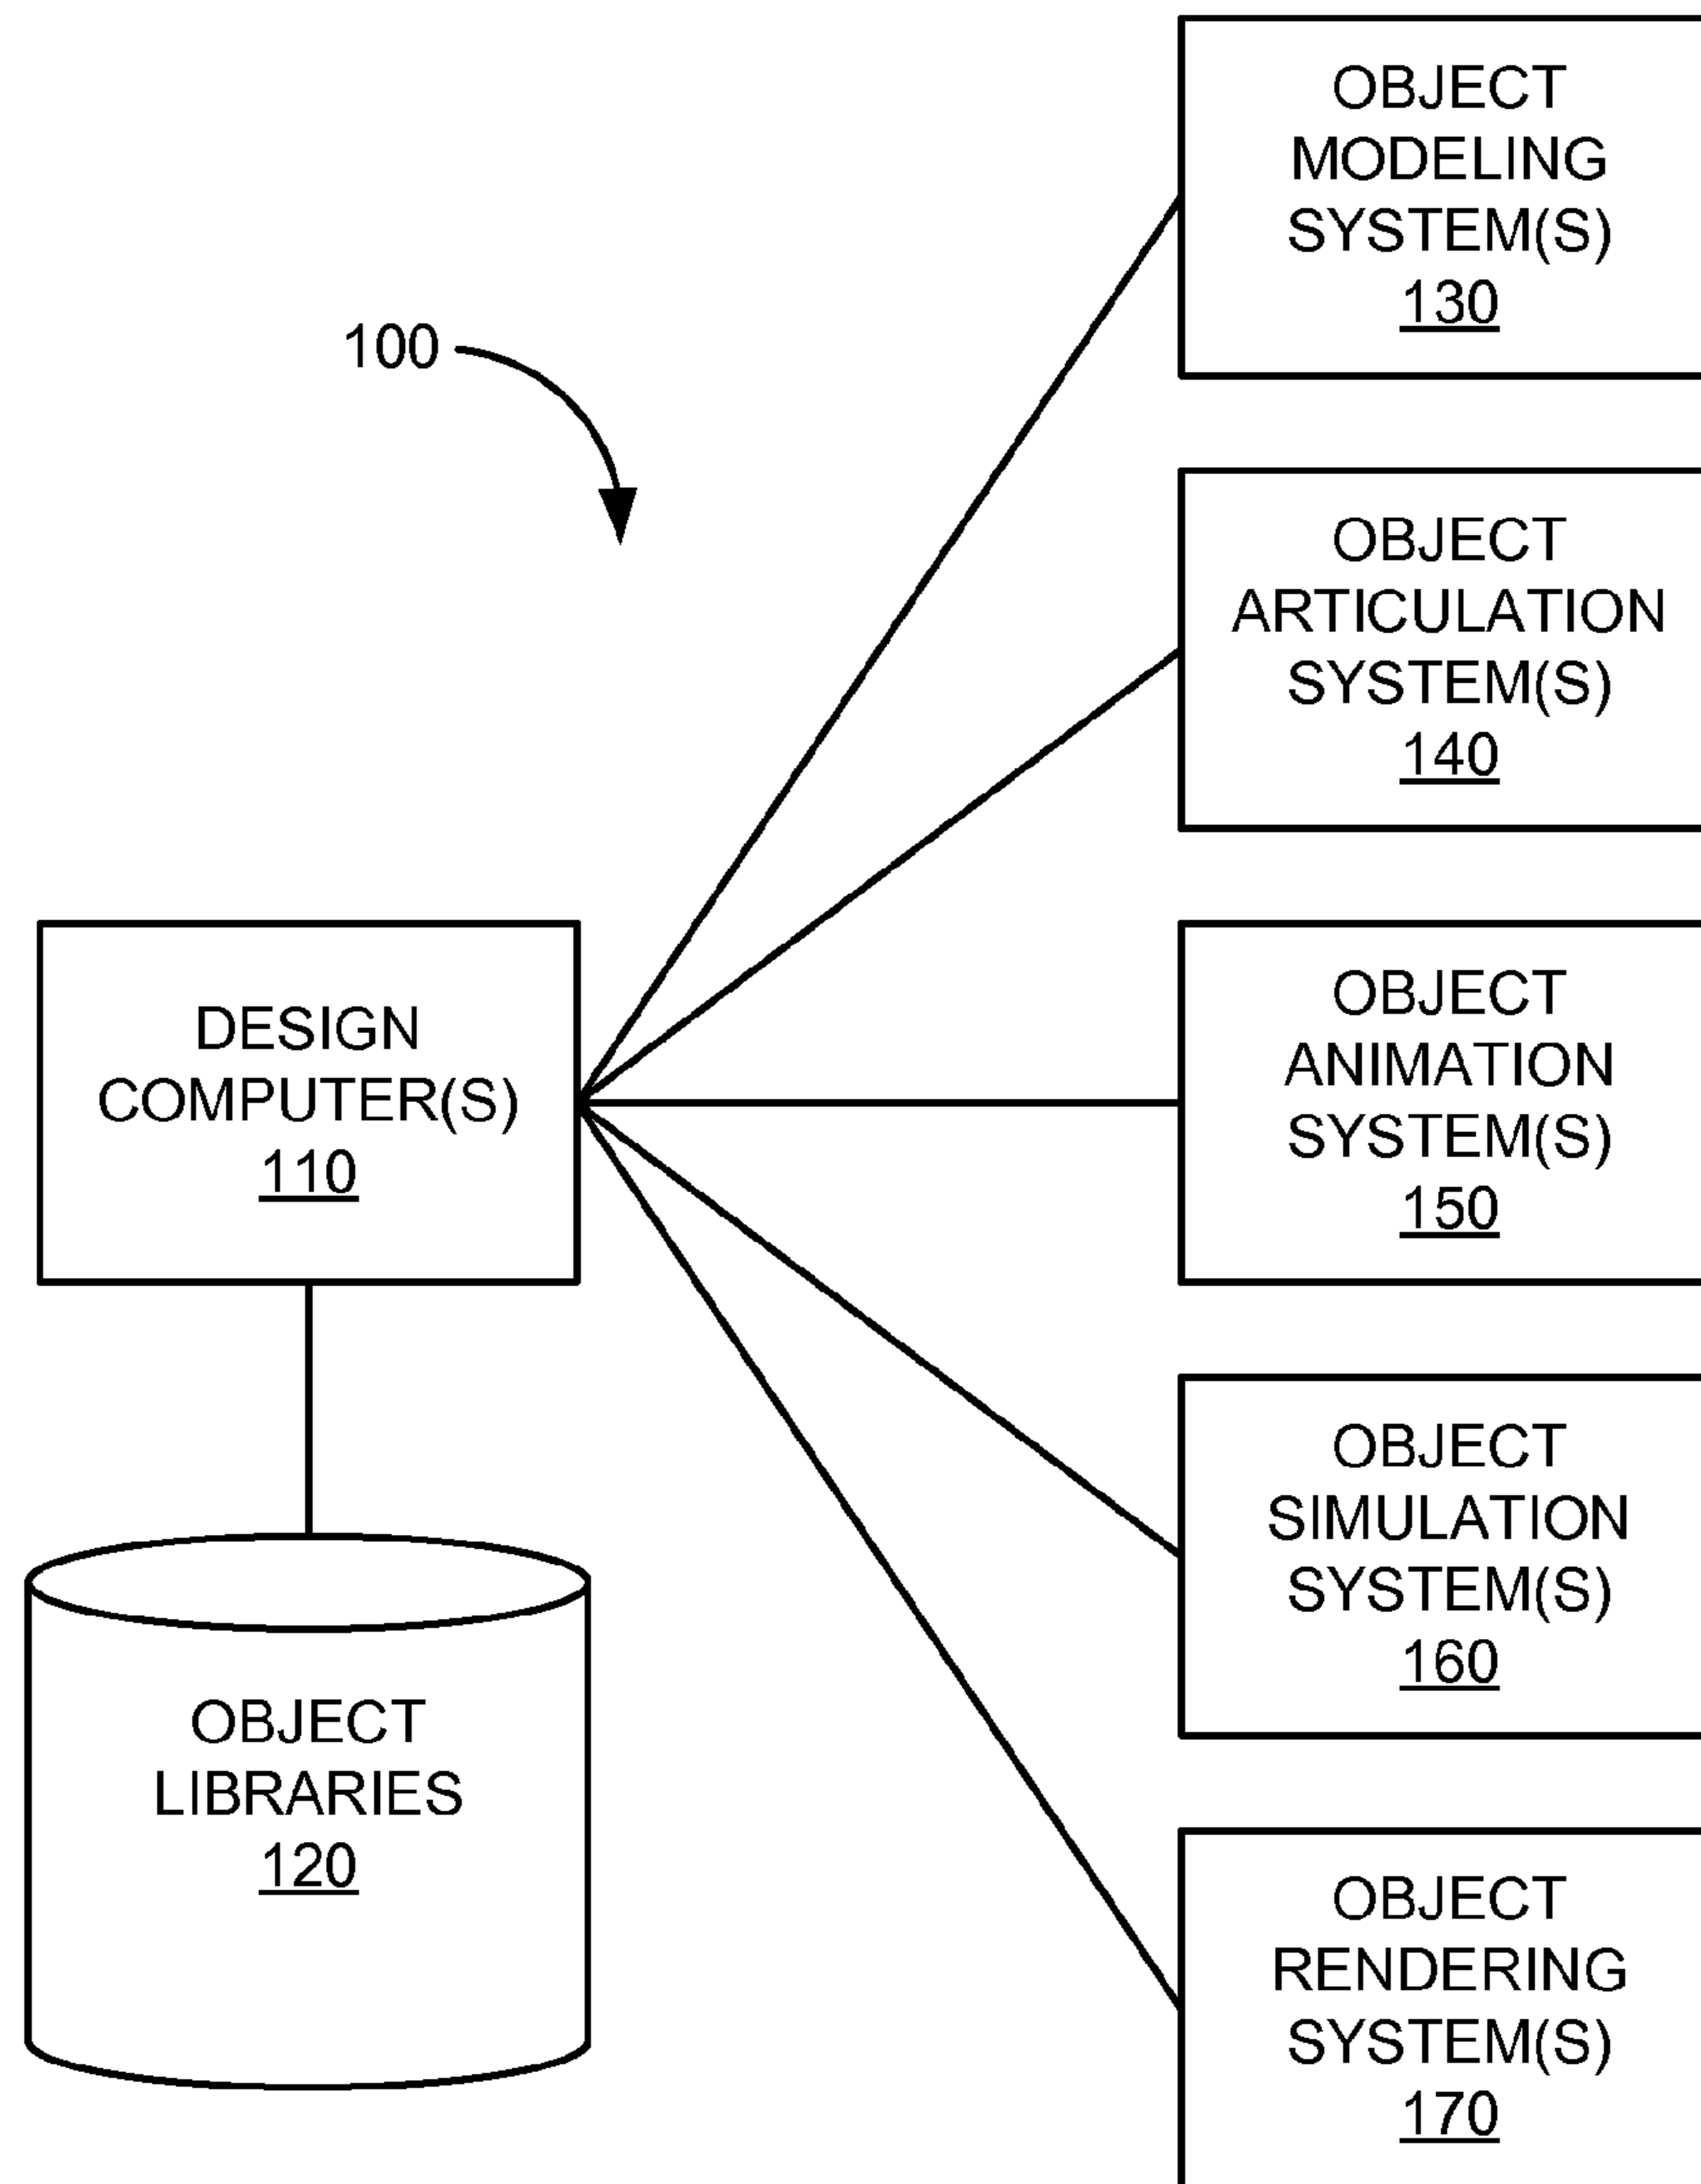 100
DESIGN
COMPUTER(S)
110
OBJECT
LIBRARIES
120
OBJECT
MODELING
SYSTEM(S)
130
OBJECT
ARTICULATION
SYSTEM(S)
140
OBJECT
ANIMATION
SYSTEM(S)
150
OBJECT
SIMULATION
SYSTEM(S)
160
OBJECT
RENDERING
SYSTEM(S)
170